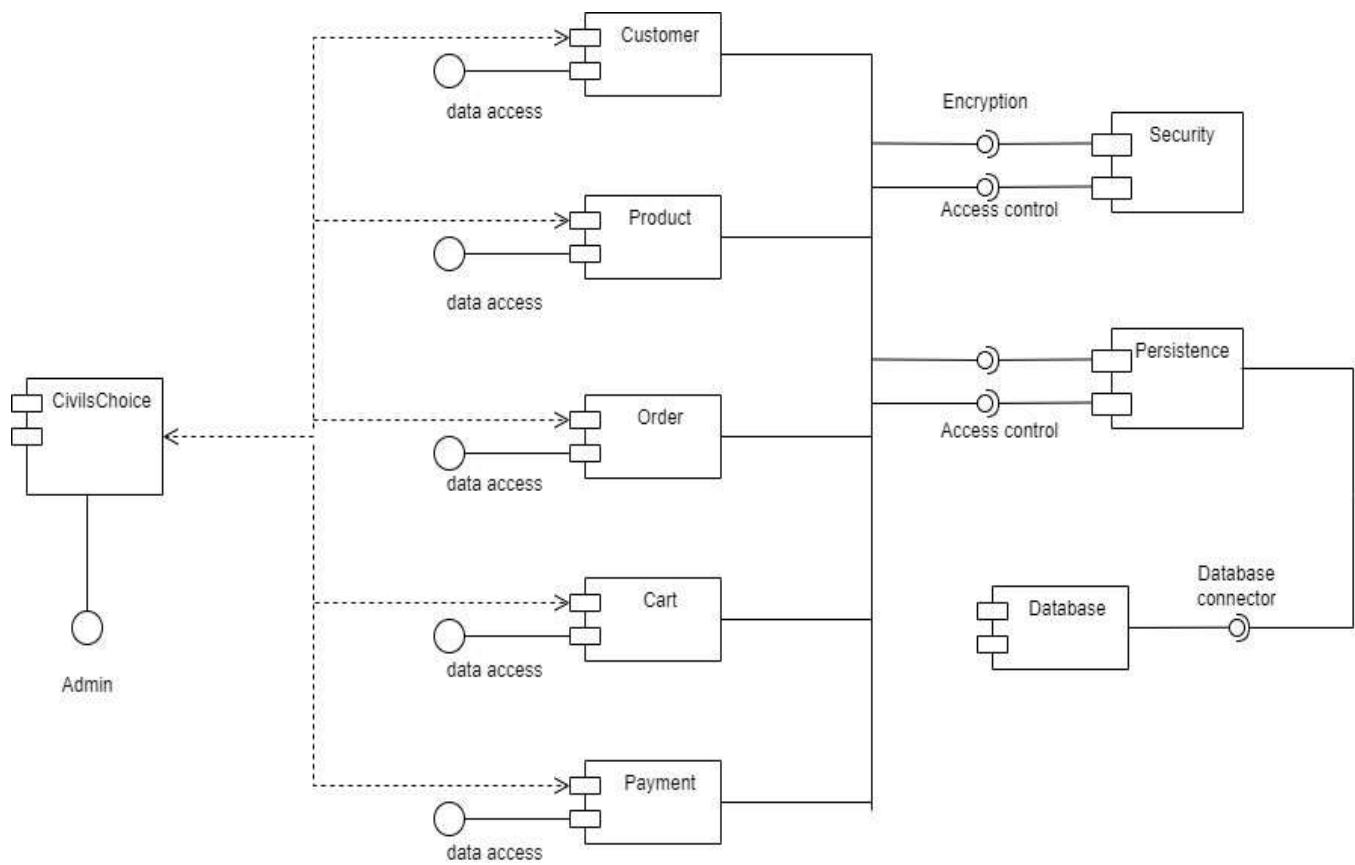 Customer
data access
Encryption
Security
Access control
Product
data access
Persistence
Access control
CivilsChoice
Order
data access
Database
connector
Database
Cart
data access
Admin
Payment
data access